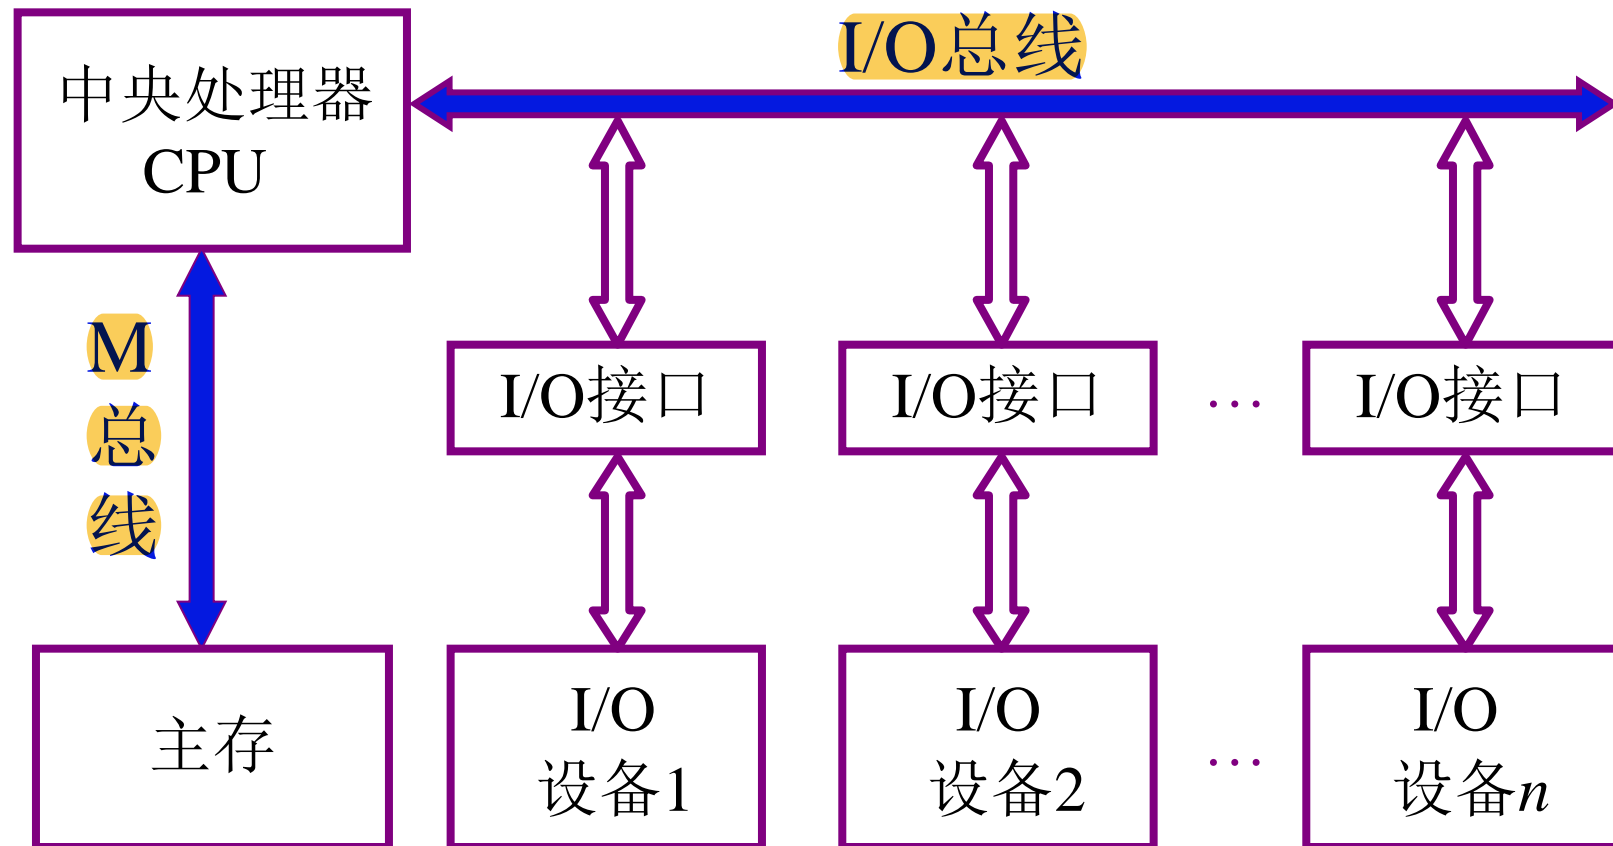 中央处理器
CPU
I/O总线
M
总
线
I/O接口
I/O接口
…
I/O接口
主存
I/O
设备1
I/O
设备2
…
I/O
设备n